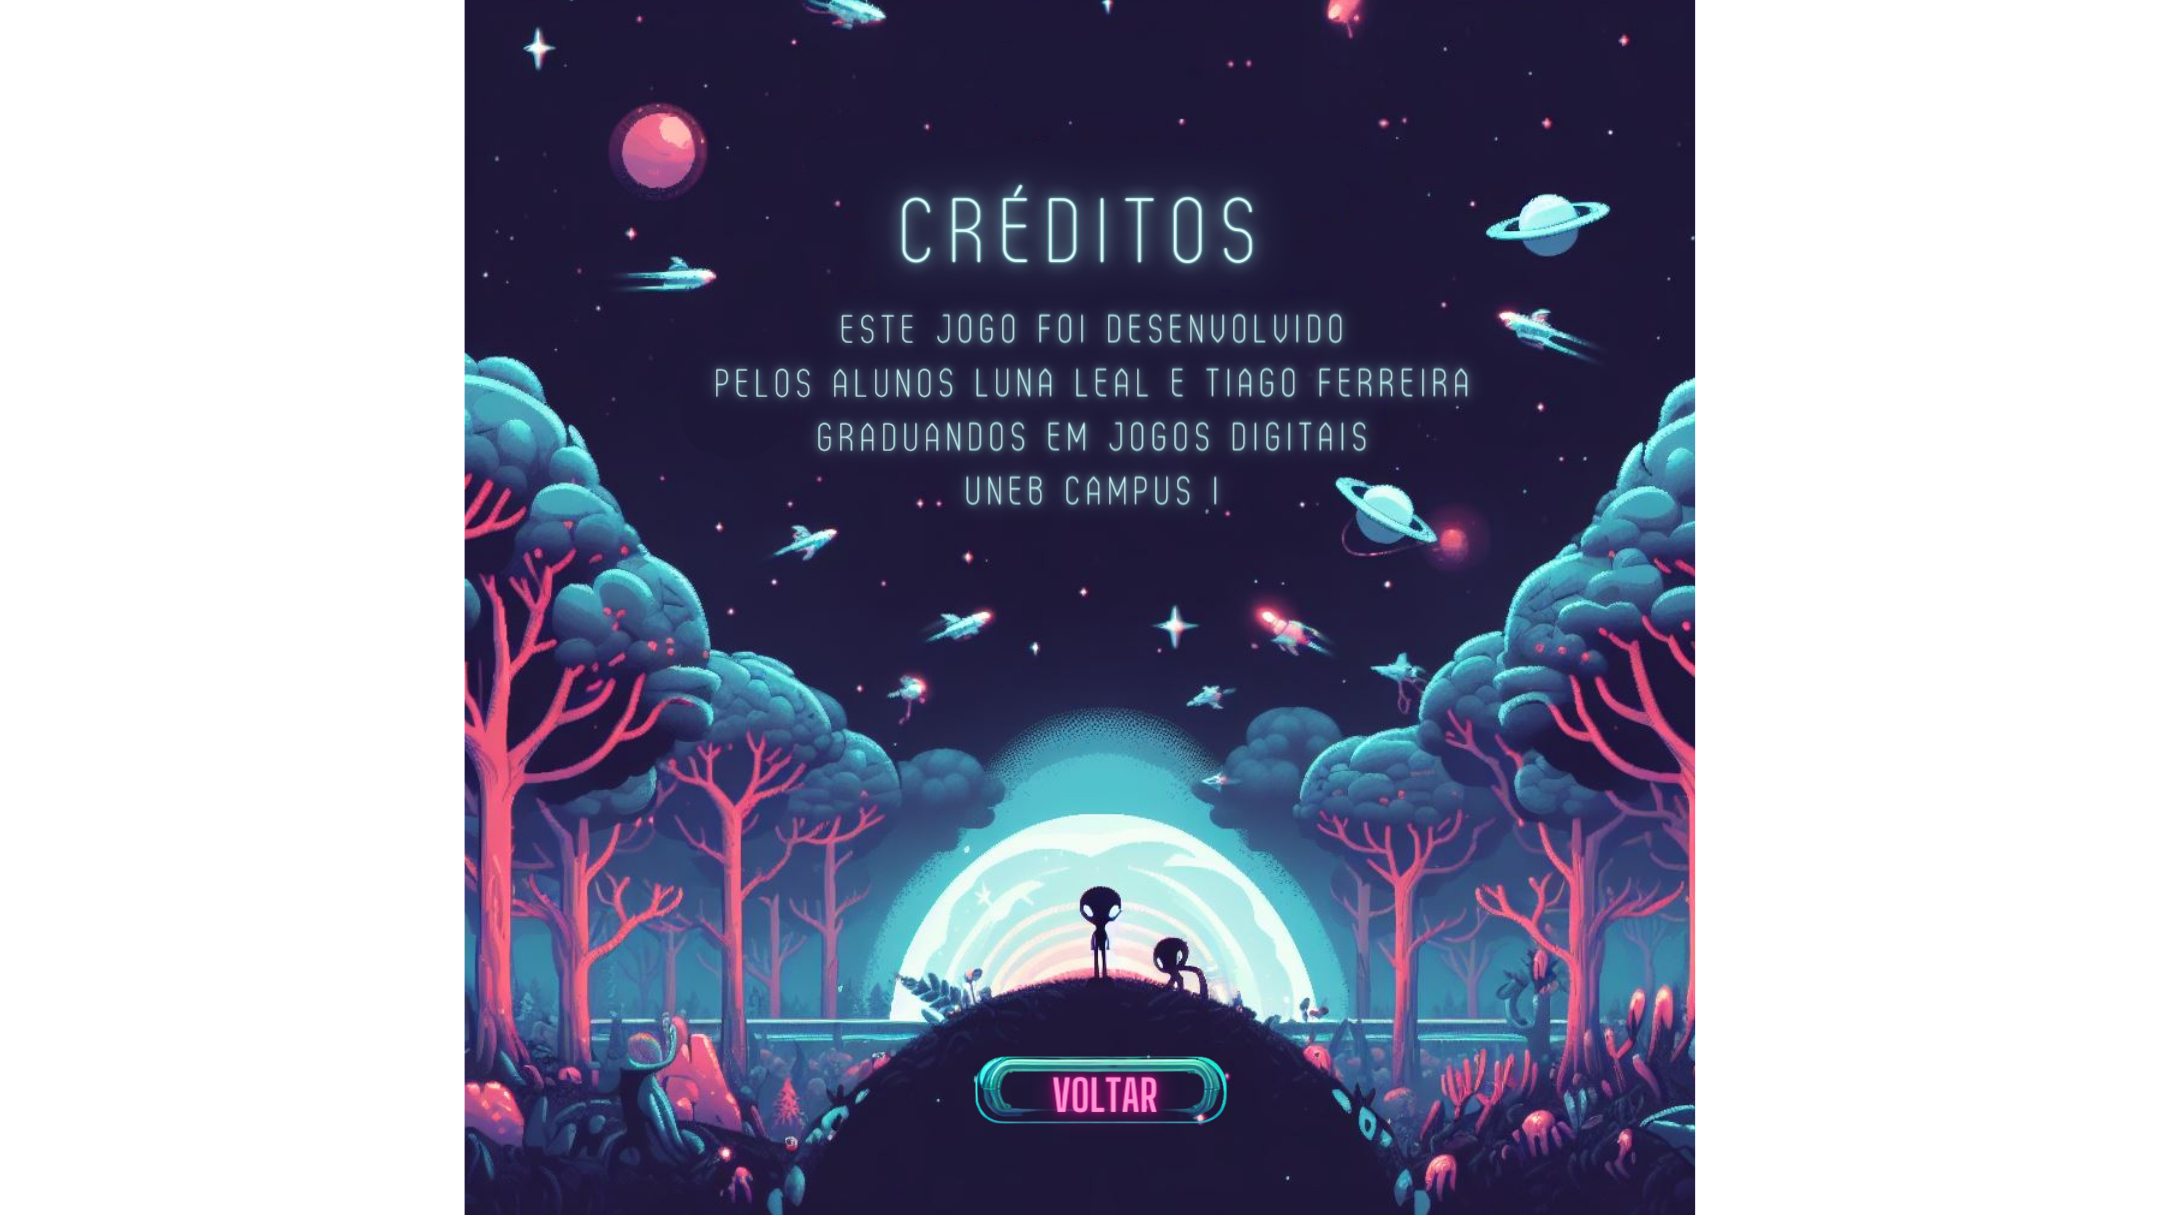 CRÉDITOS
ESTE JOGO FOI DESENVOLVIDO
PELOS ALUNOS LUNA LEAL E TIAGO FERREIRA
GRADUANDOS EM JOGOS DIGITAIS
UNEB CAMPUS I
VOLTAR